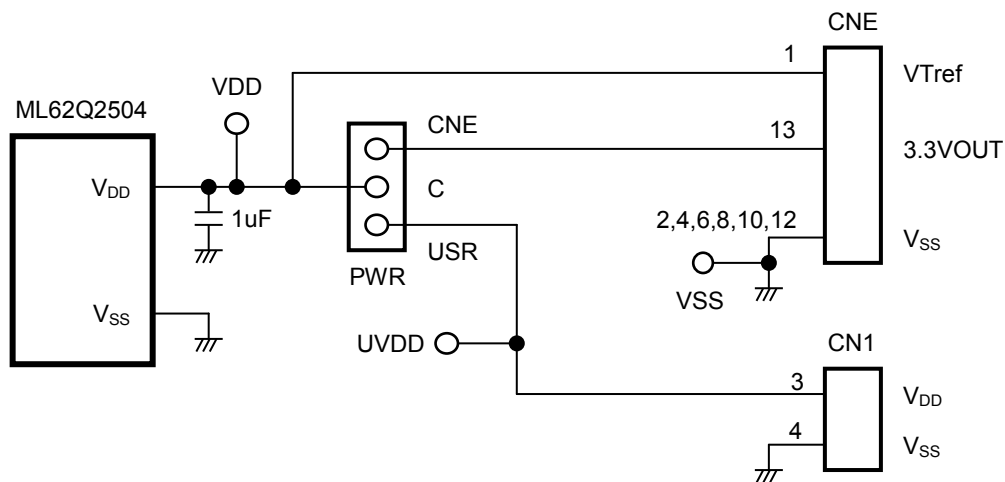 CNE
1
VTref
VDD
ML62Q2504
CNE
13
3.3VOUT
VDD
C
1uF
2,4,6,8,10,12
VSS
USR
PWR
VSS
VSS
UVDD
CN1
3
VDD
4
VSS